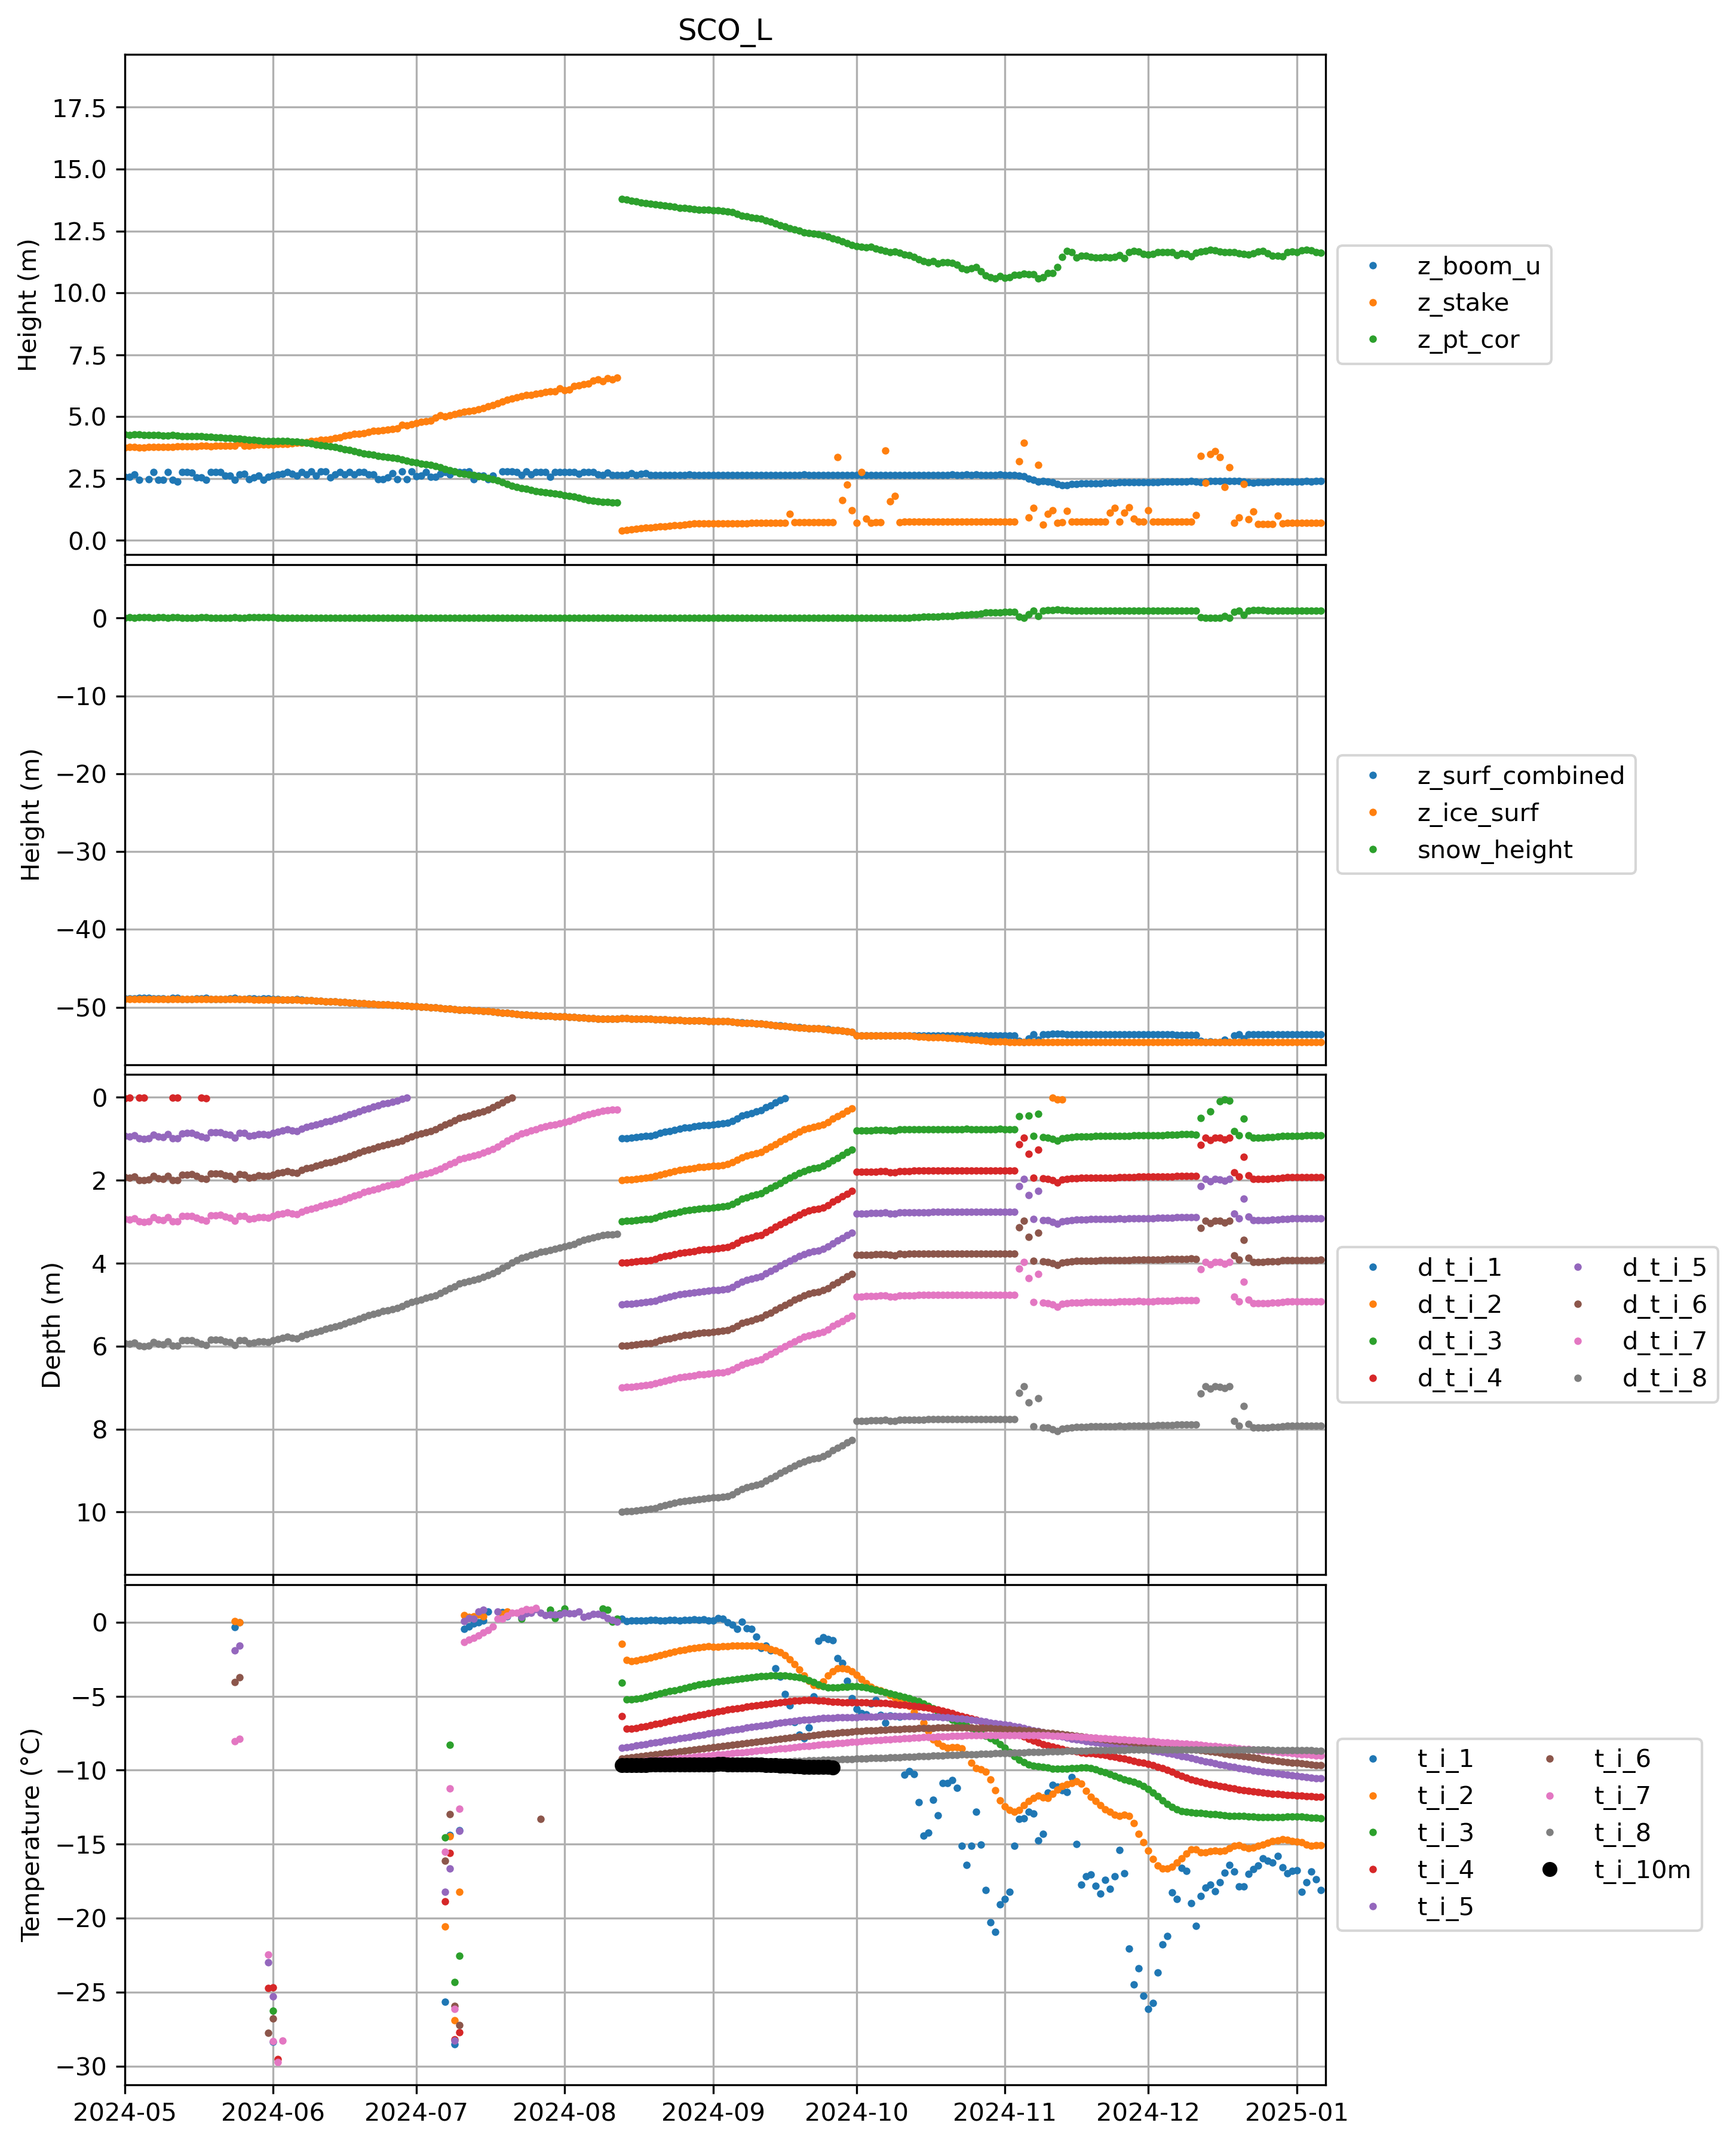 SCO_L
Height (m)
17.5
15.0
12.5
10.0
7.5
5.0
2.5
0.0
z_boom_u
z_stake
z_pt_cor
Height (m)
0
−10
−20
−30
−40
−50
z_surf_combined
z_ice_surf
snow_height
Depth (m)
0
2
4
6
8
10
d_t_i_1 d_t_i_5
d_t_i_2 d_t_i_6
d_t_i_3 d_t_i_7
d_t_i_4 d_t_i_8
Temperature (°C)
0
−5
−10
−15
−20
−25
−30
t_i_1 t_i_6
t_i_2 t_i_7
t_i_3 t_i_8
t_i_4 t_i_10m
t_i_5
2024-05 2024-06 2024-07 2024-08 2024-09 2024-10 2024-11 2024-12 2025-01